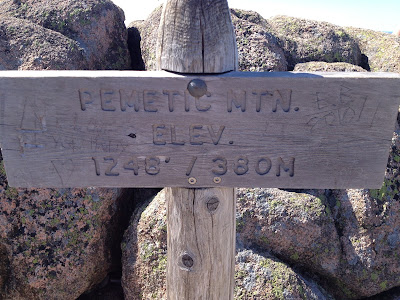 PEMETIC MTN.
ELEV.
1248' / 380M